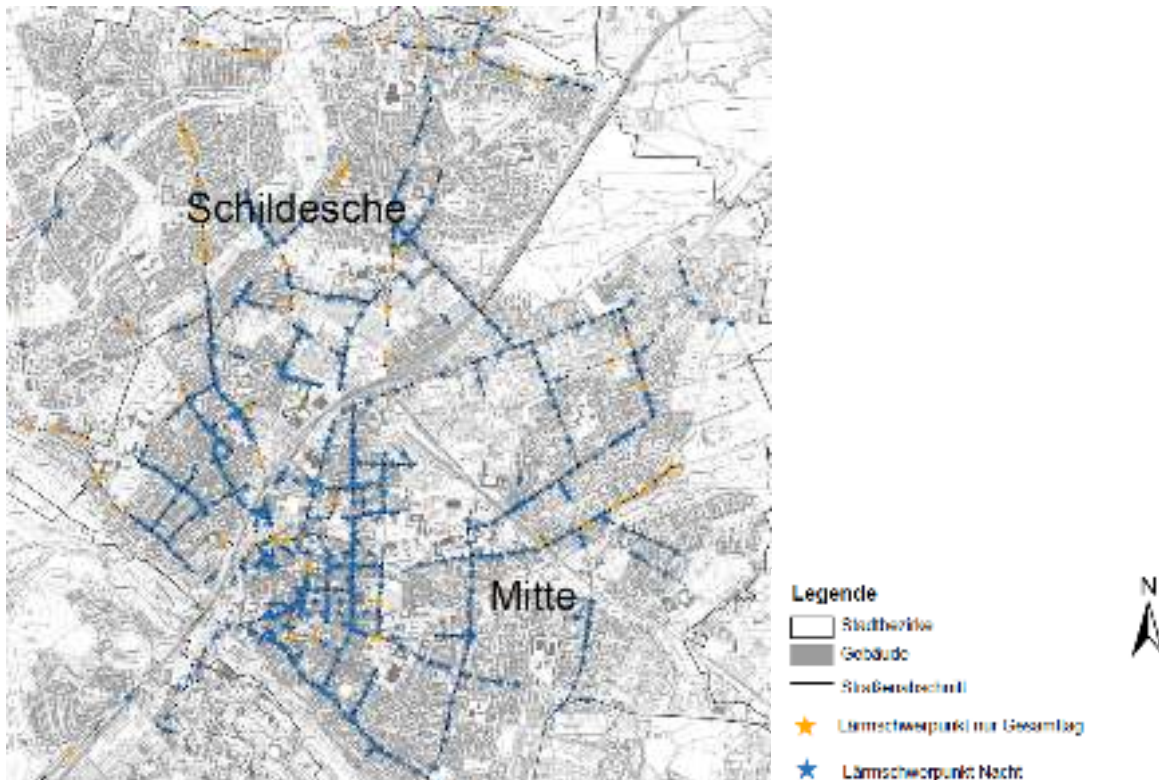 Schildesche
Mitte
Legende
N
Stadtbezirke
Gebäude
Straßenabschnitt
Lärmschwerpunkt nur Gesamttag
Lärmschwerpunkt Nacht